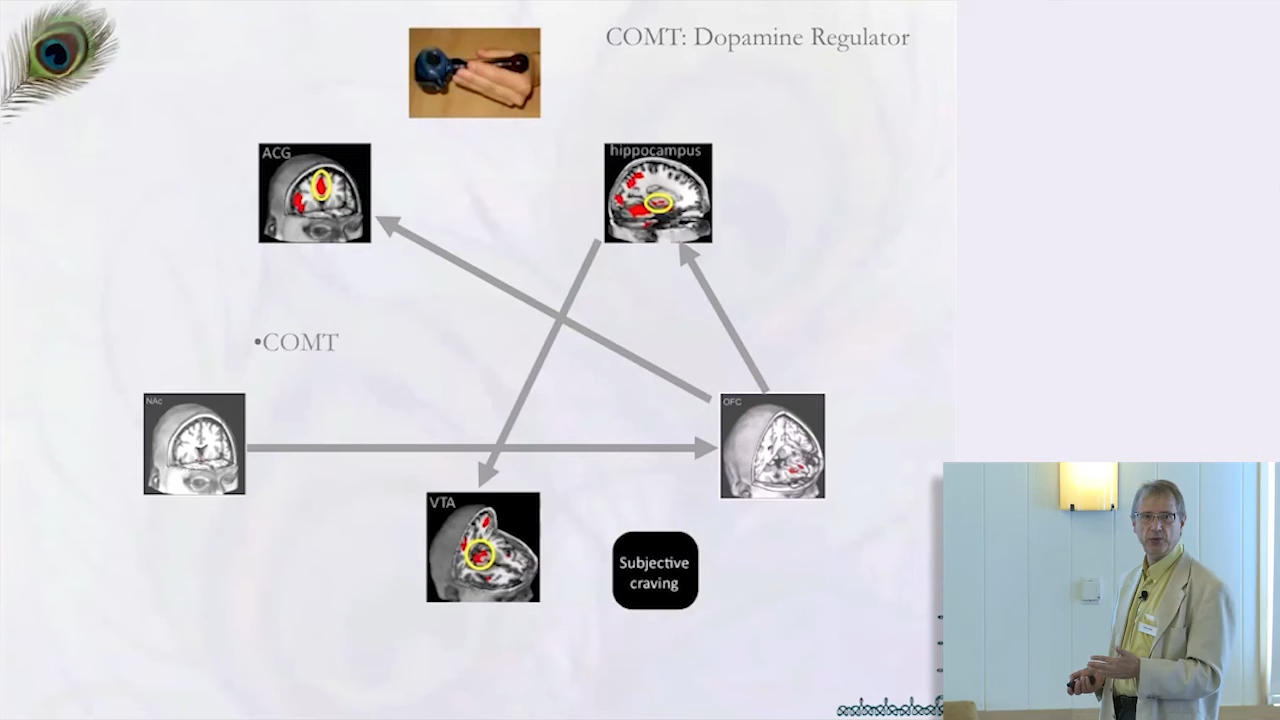 COMT: Dopamine Regulator
ACG
hippocampus
•COMT
NAc
OFC
VTA
Subjective
craving